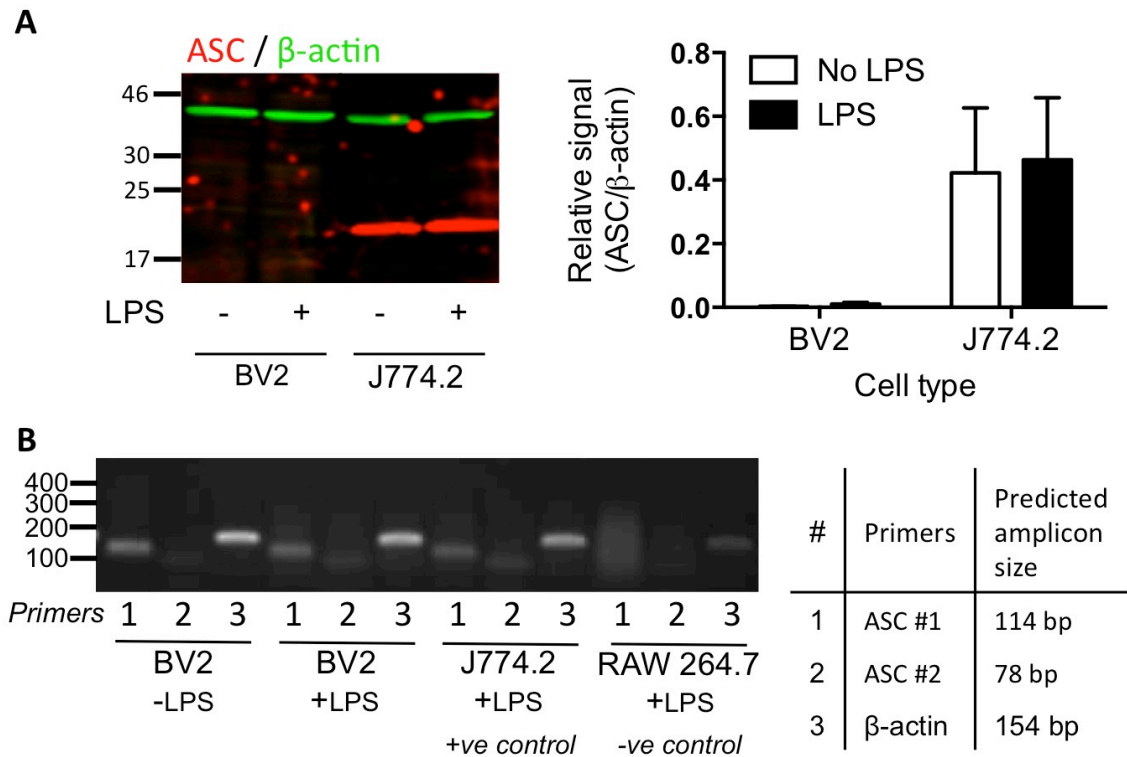 A
ASC / β-actin
46
30
25
17
LPS - + - +
BV2 J774.2
Relative signal
(ASC/β-actin)
0.8
0.6
0.4
0.2
0.0
No LPS
LPS
BV2 J774.2
Cell type
B
400
300
200
100
Primers 1 2 3 1 2 3 1 2 3 1 2 3
BV2 BV2 J774.2 RAW 264.7
-LPS +LPS +LPS +LPS
+ve control -ve control
# Primers Predicted amplicon size
1 ASC #1 114 bp
2 ASC #2 78 bp
3 β-actin 154 bp